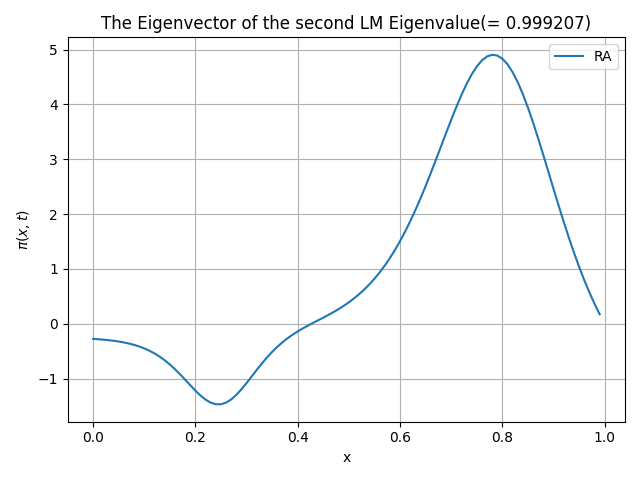 The Eigenvector of the second LM Eigenvalue(= 0.999207)
RA
5
4
3
2
1
0
−1
π(x, t)
0.0 0.2 0.4 0.6 0.8 1.0
x